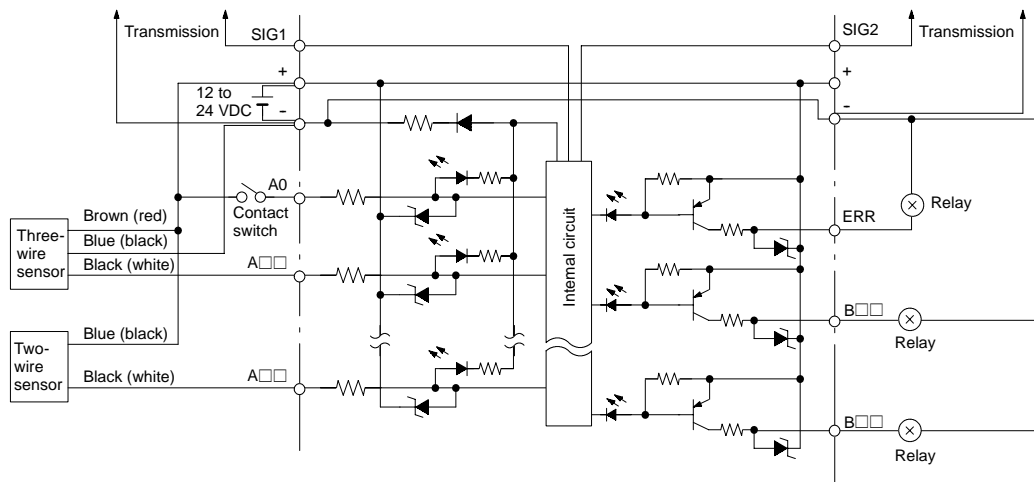 Transmission
SIG1
SIG2
Transmission
+
+
12 to
24 VDC
-
-
A0
Contact
switch
Brown (red)
Three-
wire
sensor
Blue (black)
Black (white)
A□□
Blue (black)
Two-
wire
sensor
Black (white)
A□□
Internal circuit
Relay
ERR
B□□
Relay
B□□
Relay